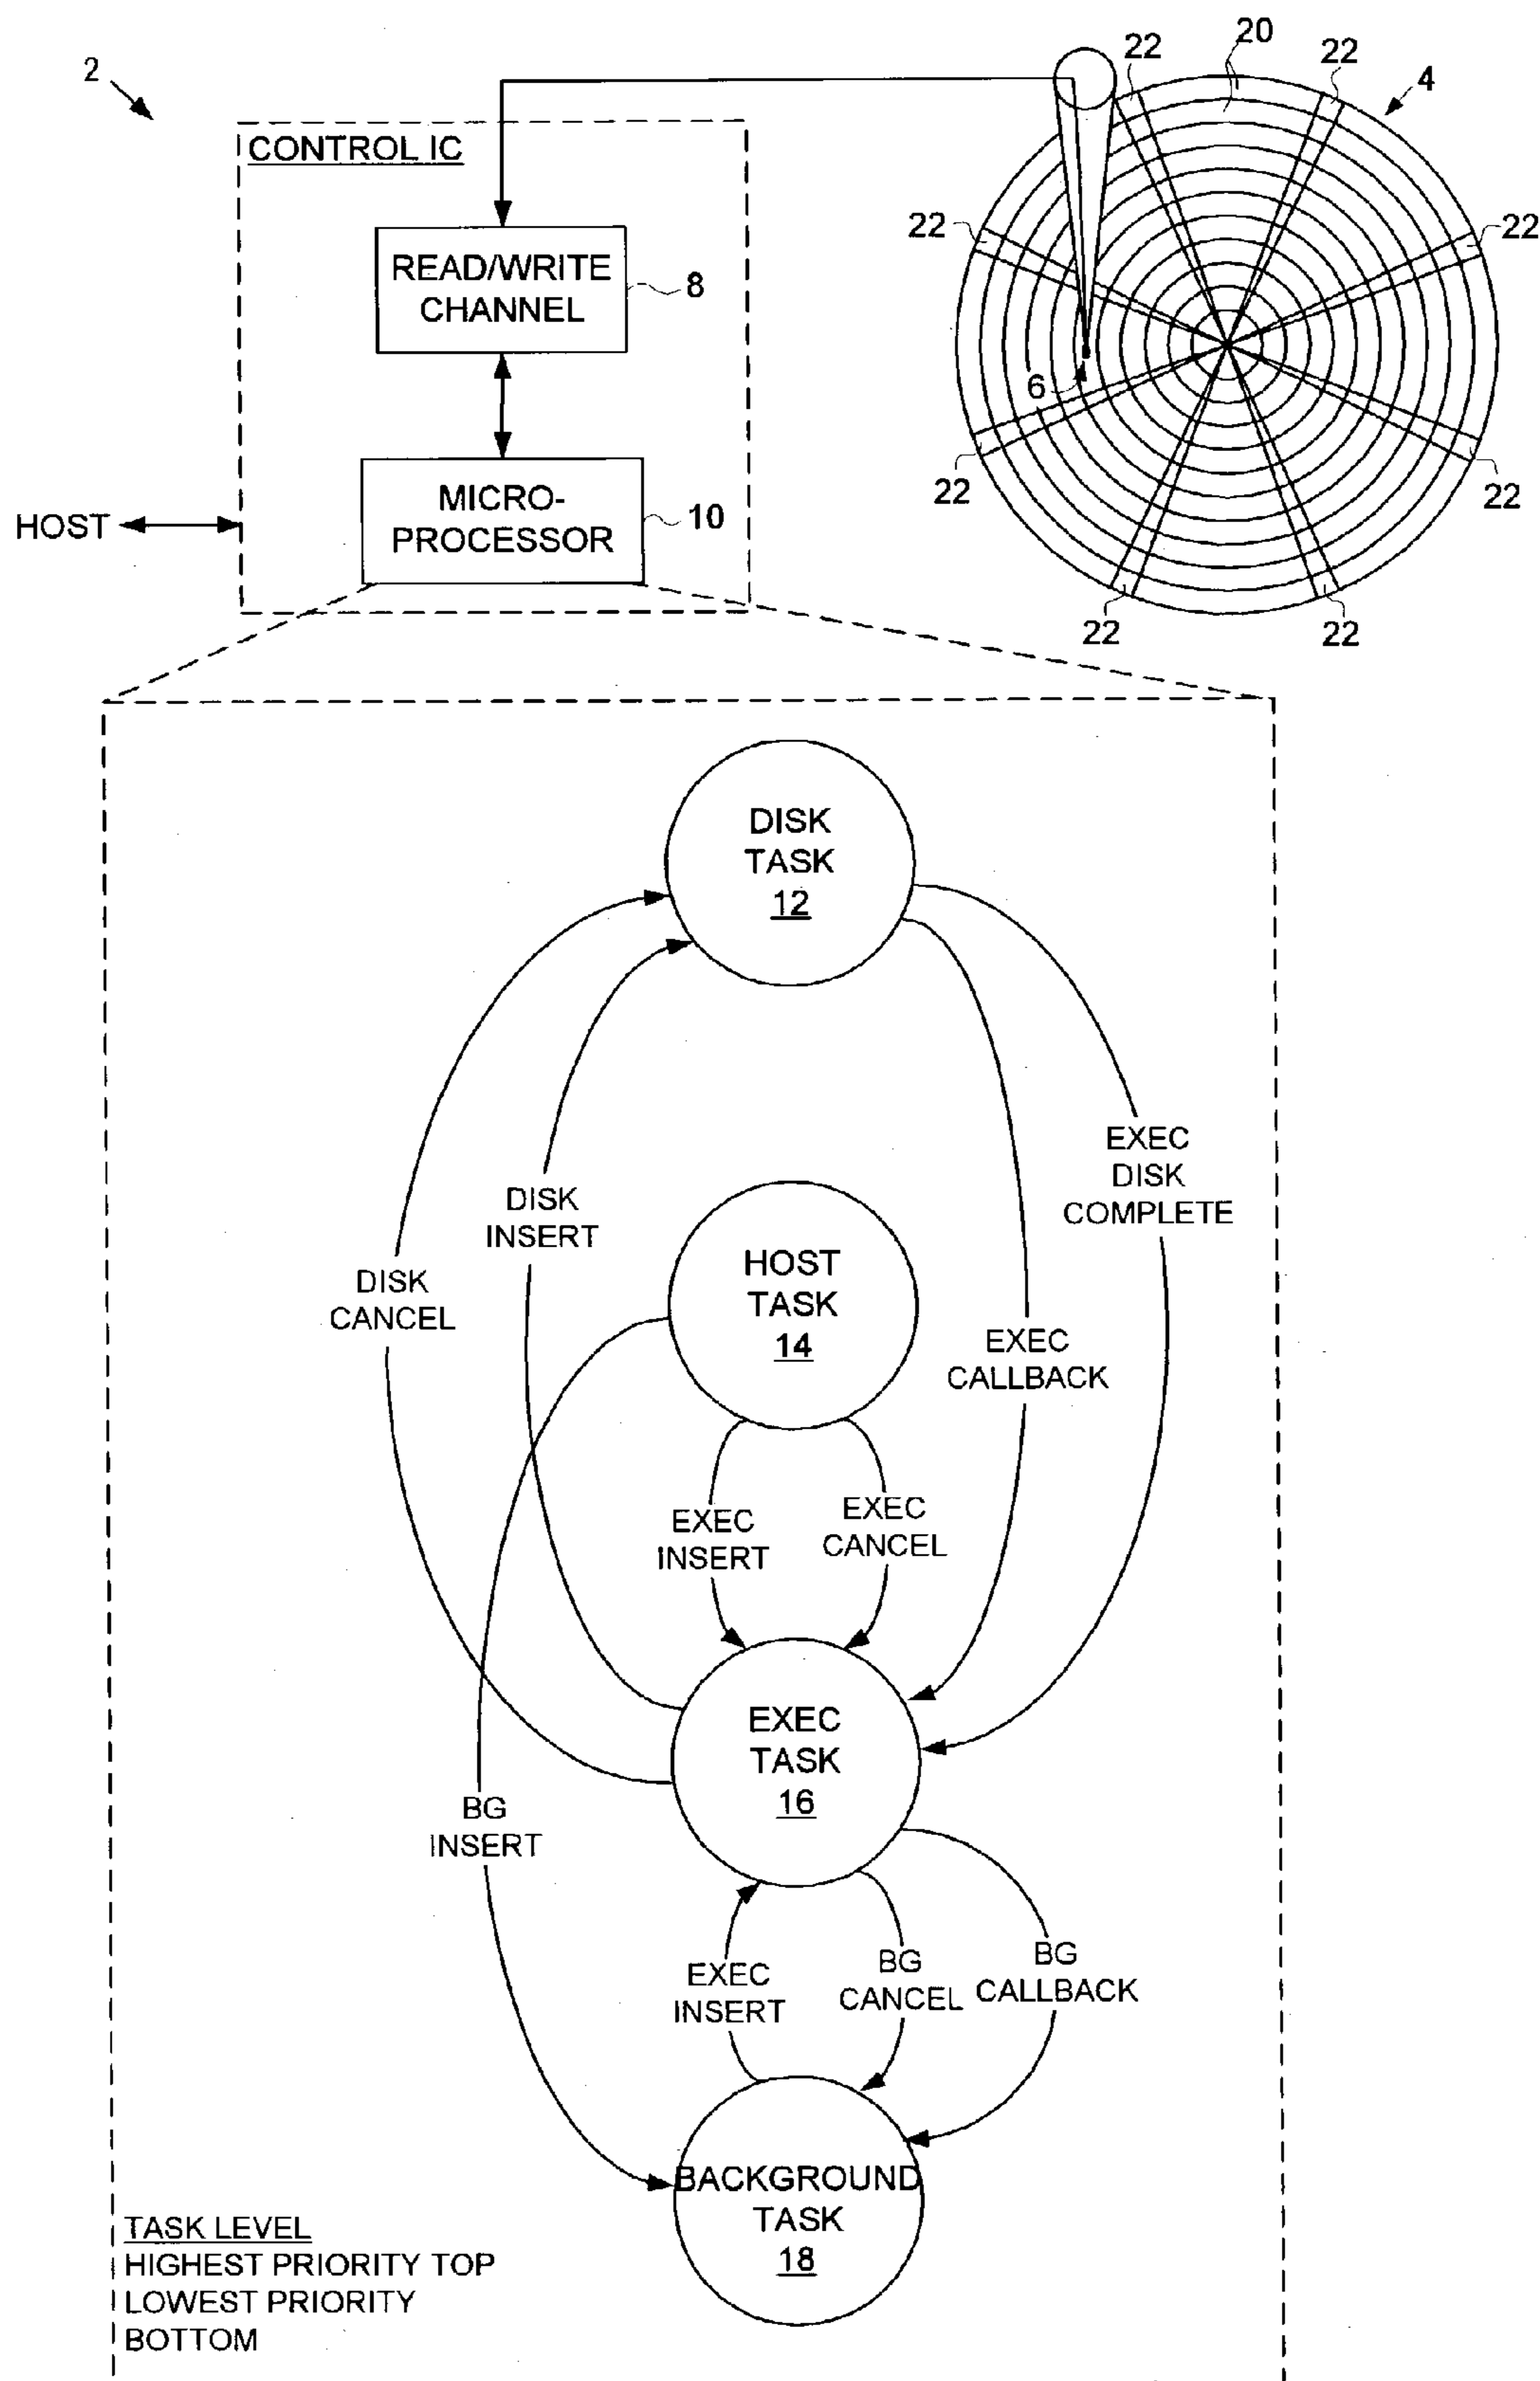 2
CONTROL IC
READ/WRITE
CHANNEL
8
MICRO-
PROCESSOR
10
HOST
22
20
22
4
22
22
6
22
22
22
22
DISK
TASK
12
EXEC
DISK
COMPLETE
DISK
INSERT
HOST
TASK
14
DISK
CANCEL
EXEC
CALLBACK
EXEC
INSERT
EXEC
CANCEL
EXEC
TASK
16
BG
INSERT
EXEC
INSERT
BG
CANCEL
BG
CALLBACK
BACKGROUND
TASK
18
TASK LEVEL
HIGHEST PRIORITY TOP
LOWEST PRIORITY
BOTTOM